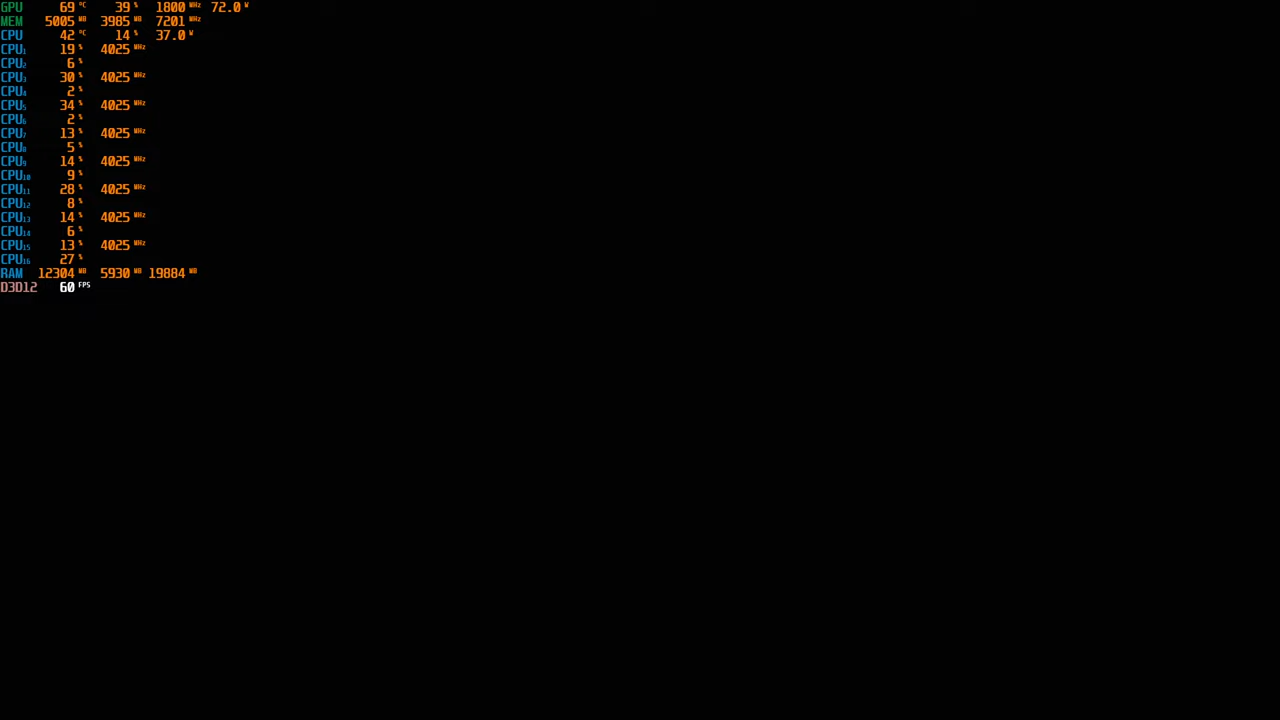 GPU 69 °C 39 % 1800 MHz 72.0 W
MEM 5005 MB 3985 MB 7201 MHz
CPU 42 °C 14 % 37.0 W
CPU1 19 % 4025 MHz
CPU2 6 %
CPU3 30 % 4025 MHz
CPU4 2 %
CPU5 34 % 4025 MHz
CPU6 2 %
CPU7 13 % 4025 MHz
CPU8 5 %
CPU9 14 % 4025 MHz
CPU10 9 %
CPU11 28 % 4025 MHz
CPU12 8 %
CPU13 14 % 4025 MHz
CPU14 6 %
CPU15 13 % 4025 MHz
CPU16 27 %
RAM 12304 MB 5930 MB 19884 MB
D3D12 60 FPS